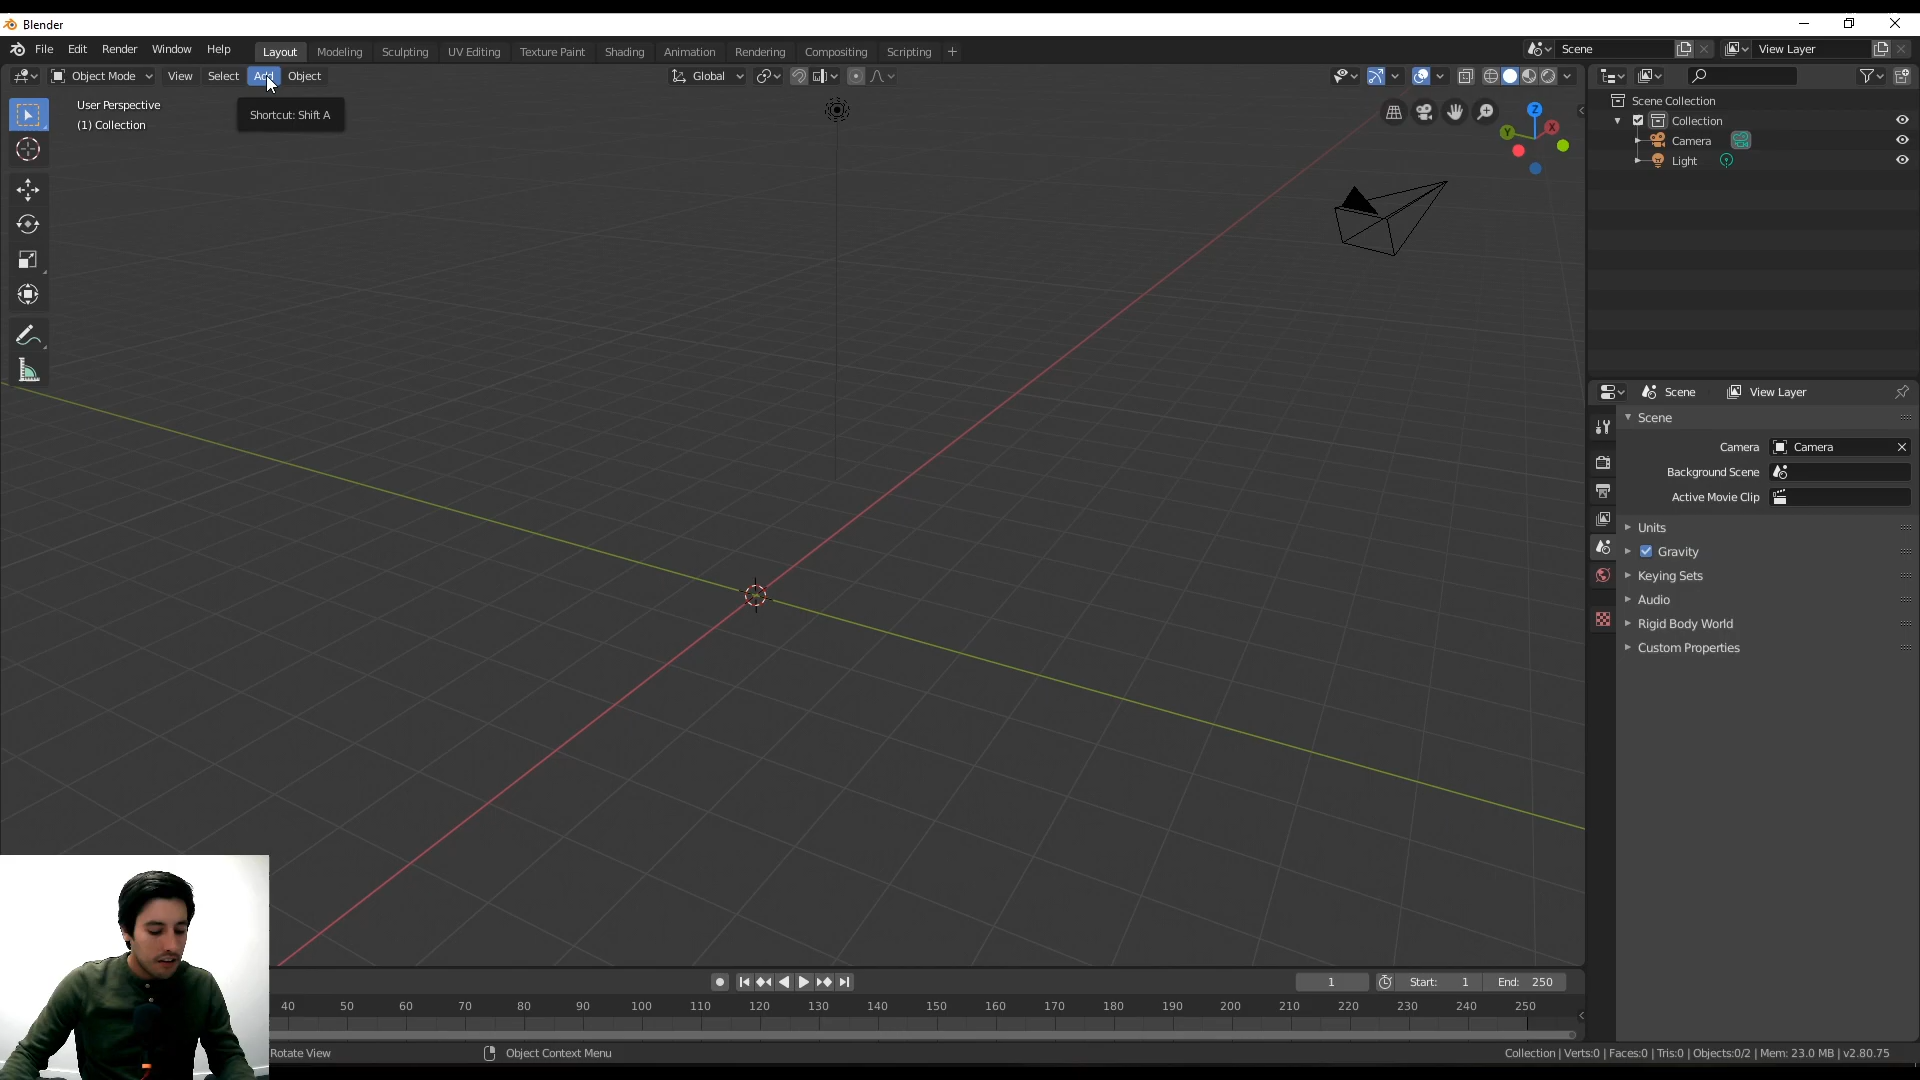 Blender
File Edit Render Window Help Layout Modeling Sculpting UV Editing Texture Paint Shading Animation Rendering Compositing Scripting + Scene View Layer
Object Mode View Select Add Object Global
Shortcut: Shift A
User Perspective
(1) Collection
Z
Y X
Scene Collection
Collection
Camera
Light
Scene View Layer
Scene
Camera Camera
Background Scene
Active Movie Clip
Units
Gravity
Keying Sets
Audio
Rigid Body World
Custom Properties
1 Start: 1 End: 250
40 50 60 70 80 90 100 110 120 130 140 150 160 170 180 190 200 210 220 230 240 250
Rotate View Object Context Menu Collection | Verts:0 | Faces:0 | Tris:0 | Objects:0/2 | Mem: 23.0 MB | v2.80.75